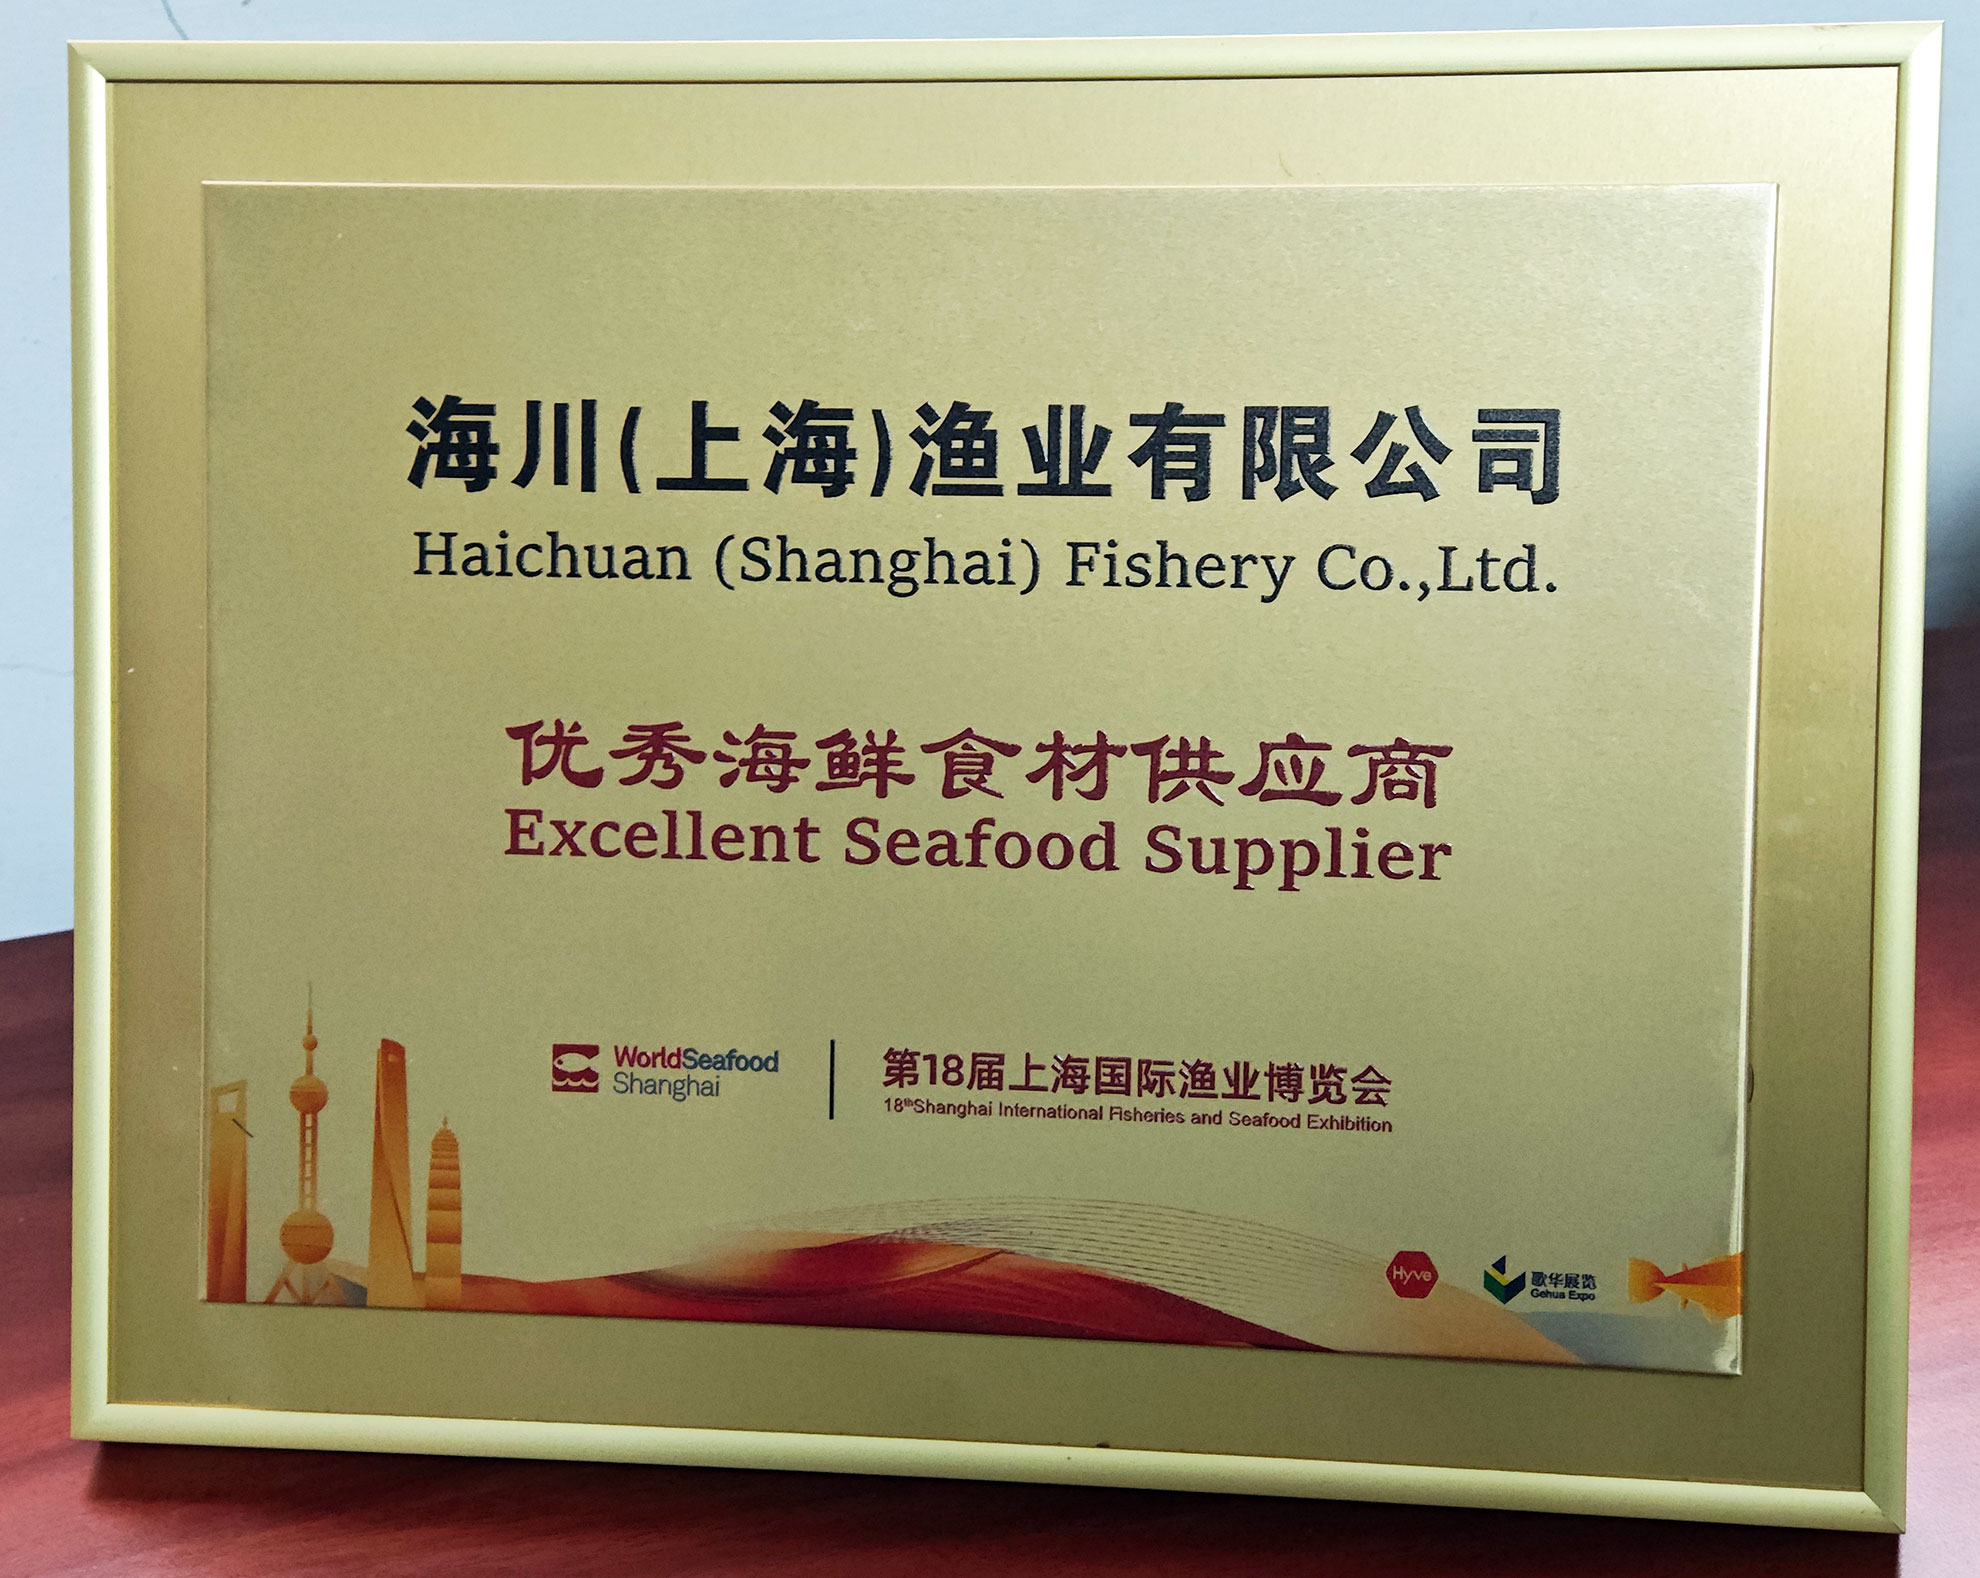 海川(上海)渔业有限公司
Haichuan (Shanghai) Fishery Co.,Ltd.
优秀海鲜食材供应商
Excellent Seafood Supplier
WorldSeafood
Shanghai
第18届上海国际渔业博览会
18thShanghai International Fisheries and Seafood Exhibition
Hyve
歌华展览
Gehua Expo